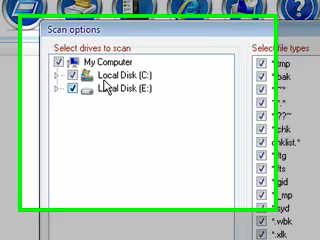 Scan options
Select drives to scan
Select file types
My Computer
Local Disk (C:)
Local Disk (E:)
*.tmp
*.bak
*.~*
*.??~
*.chk
chklist.*
*.ftg
*.fts
*.gid
*.syd
*.wbk
*.xlk